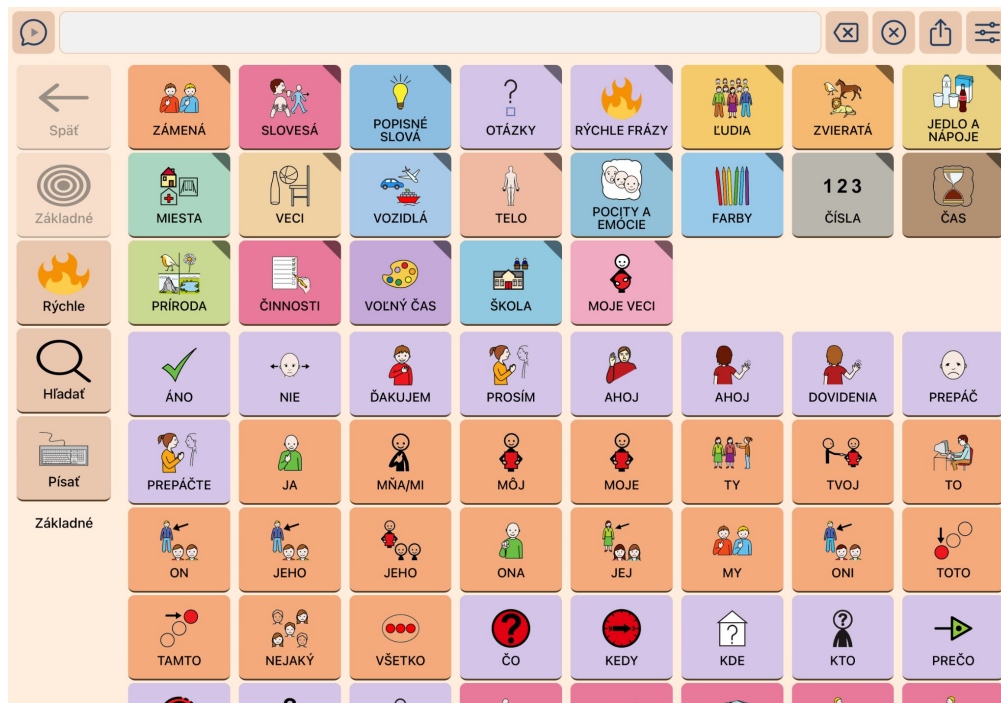 Späť
ZÁMENÁ
SLOVESÁ
POPISNÉ
SLOVÁ
?
OTÁZKY
RÝCHLE FRÁZY
ĽUDIA
ZVIERATÁ
JEDLO A
NÁPOJE
Základné
MIESTA
VECI
VOZIDLÁ
TELO
POCITY A
EMÓCIE
FARBY
1 2 3
ČÍSLA
ČAS
Rýchle
PRÍRODA
ČINNOSTI
VOĽNÝ ČAS
ŠKOLA
MOJE VECI
Hľadať
ÁNO
NIE
ĎAKUJEM
PROSÍM
AHOJ
AHOJ
DOVIDENIA
PREPÁČ
Písať
PREPÁČTE
JA
MŇA/MI
MÔJ
MOJE
TY
TVOJ
TO
Základné
ON
JEHO
JEHO
ONA
JEJ
MY
ONI
TOTO
TAMTO
NEJAKÝ
VŠETKO
?
ČO
KEDY
?
KDE
?
KTO
PREČO